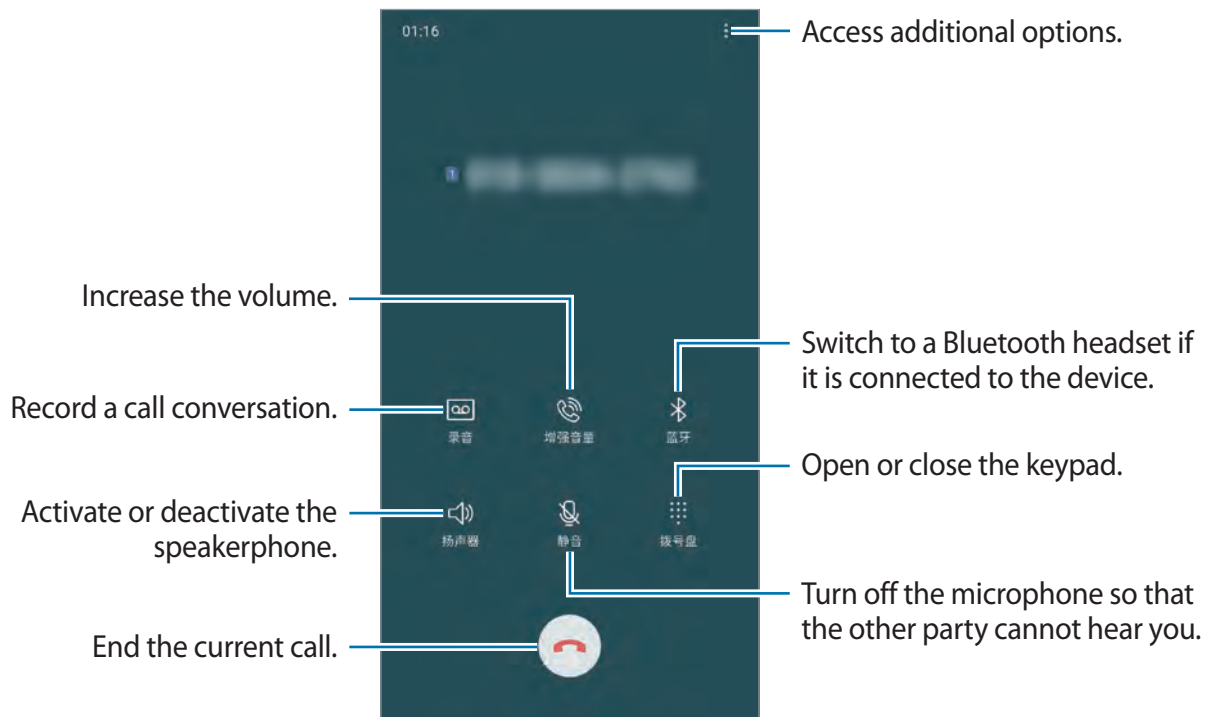 01:16
Access additional options.
1
Increase the volume.
Switch to a Bluetooth headset if
it is connected to the device.
Record a call conversation.
录音
增强音量
蓝牙
Open or close the keypad.
Activate or deactivate the
speakerphone.
扬声器
静音
拨号盘
Turn off the microphone so that
the other party cannot hear you.
End the current call.